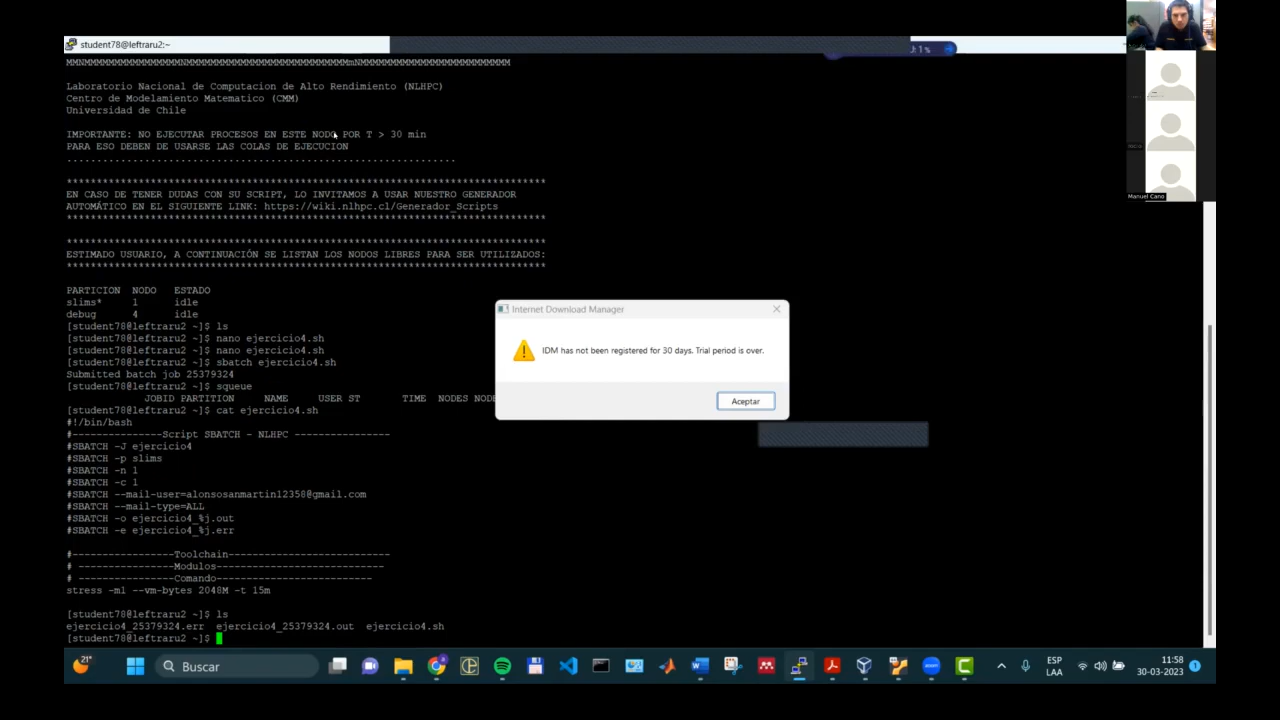 student78@leftraru2:~
MMNMMMMMMMMMMMMMMMMMNMMMMMMMMMMMMMMMMMMMMMMMMMMmNMMMMMMMMMMMMMMMMMMMMMMMMM
Laboratorio Nacional de Computacion de Alto Rendimiento (NLHPC)
Centro de Modelamiento Matematico (CMM)
Universidad de Chile
IMPORTANTE: NO EJECUTAR PROCESOS EN ESTE NODO POR T > 30 min
PARA ESO DEBEN DE USARSE LAS COLAS DE EJECUCION
.................................................................
********************************************************************************
EN CASO DE TENER DUDAS CON SU SCRIPT, LO INVITAMOS A USAR NUESTRO GENERADOR
AUTOMÁTICO EN EL SIGUIENTE LINK: https://wiki.nlhpc.cl/Generador_Scripts
********************************************************************************
********************************************************************************
ESTIMADO USUARIO, A CONTINUACIÓN SE LISTAN LOS NODOS LIBRES PARA SER UTILIZADOS:
********************************************************************************
PARTICION NODO ESTADO
slims* 1 idle
debug 4 idle
[student78@leftraru2 ~]$ ls
[student78@leftraru2 ~]$ nano ejercicio4.sh
[student78@leftraru2 ~]$ nano ejercicio4.sh
[student78@leftraru2 ~]$ sbatch ejercicio4.sh
Submitted batch job 25379324
[student78@leftraru2 ~]$ squeue
JOBID PARTITION NAME USER ST TIME NODES
[student78@leftraru2 ~]$ cat ejercicio4.sh
#!/bin/bash
#---------------Script SBATCH - NLHPC ----------------
#SBATCH -J ejercicio4
#SBATCH -p slims
#SBATCH -n 1
#SBATCH -c 1
#SBATCH --mail-user=alonsosanmartin12358@gmail.com
#SBATCH --mail-type=ALL
#SBATCH -o ejercicio4_%j.out
#SBATCH -e ejercicio4_%j.err
#-----------------Toolchain---------------------------
# ----------------Modulos----------------------------
# ----------------Comando--------------------------
stress -m1 --vm-bytes 2048M -t 15m
[student78@leftraru2 ~]$ ls
ejercicio4_25379324.err ejercicio4_25379324.out ejercicio4.sh
[student78@leftraru2 ~]$
Internet Download Manager
IDM has not been registered for 30 days. Trial period is over.
Aceptar
Manuel Cano
21°
Buscar
ESP
LAA
11:58
30-03-2023
1